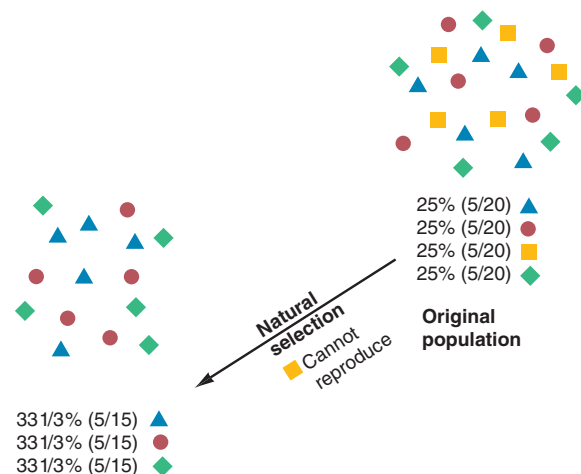 25% (5/20)
25% (5/20)
25% (5/20)
25% (5/20)
Original
population
Natural
selection
Cannot
reproduce
331/3% (5/15)
331/3% (5/15)
331/3% (5/15)